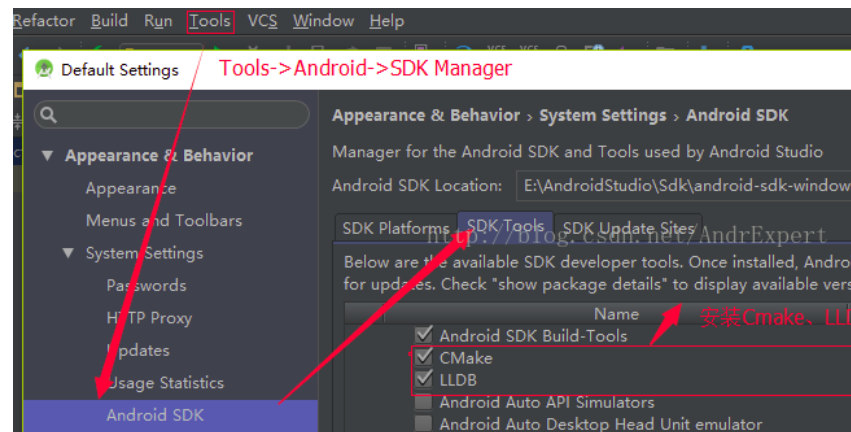 Refactor Build Run Tools VCS Window Help
Default Settings
Tools->Android->SDK Manager
Appearance & Behavior › System Settings › Android SDK
Appearance & Behavior
Manager for the Android SDK and Tools used by Android Studio
Appearance
Android SDK Location: E:\AndroidStudio\Sdk\android-sdk-window
Menus and Toolbars
SDK Platforms SDK Tools SDK Update Sites
http://blog.csdn.net/AndrExpert
System Settings
Below are the available SDK developer tools. Once installed, Andro
for updates. Check "show package details" to display available vers
Passwords
HTTP Proxy
Name
安装Cmake、LL
Android SDK Build-Tools
Updates
CMake
Usage Statistics
LLDB
Android Auto API Simulators
Android SDK
Android Auto Desktop Head Unit emulator